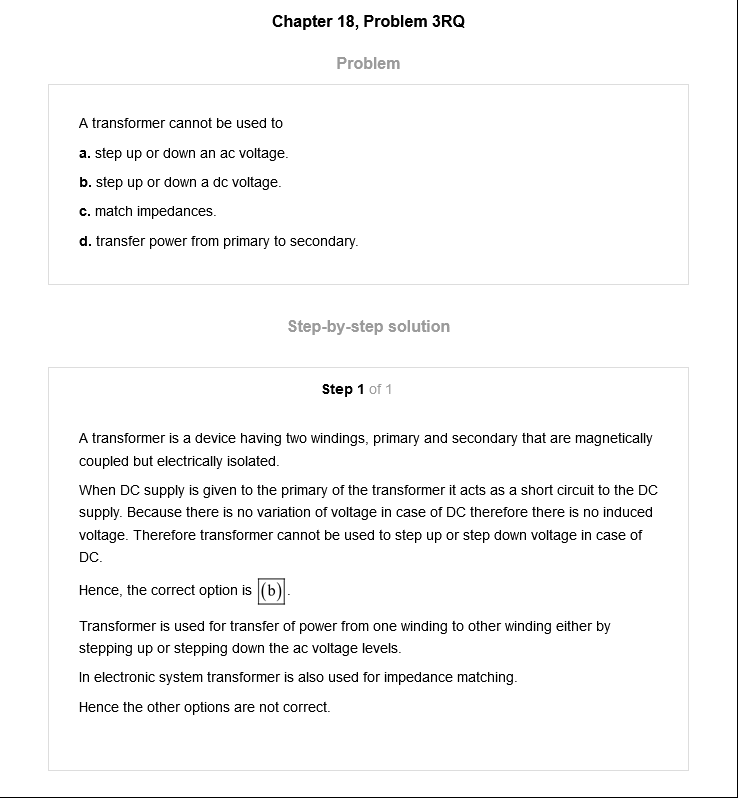 Chapter 18, Problem 3RQ
Problem
A transformer cannot be used to
a. step up or down an ac voltage.
b. step up or down a dc voltage.
c. match impedances.
d. transfer power from primary to secondary.
Step-by-step solution
Step 1 of 1
A transformer is a device having two windings, primary and secondary that are magnetically
coupled but electrically isolated.
When DC supply is given to the primary of the transformer it acts as a short circuit to the DC
supply. Because there is no variation of voltage in case of DC therefore there is no induced
voltage. Therefore transformer cannot be used to step up or step down voltage in case of
DC.
Hence, the correct option is (b).
Transformer is used for transfer of power from one winding to other winding either by
stepping up or stepping down the ac voltage levels.
In electronic system transformer is also used for impedance matching.
Hence the other options are not correct.